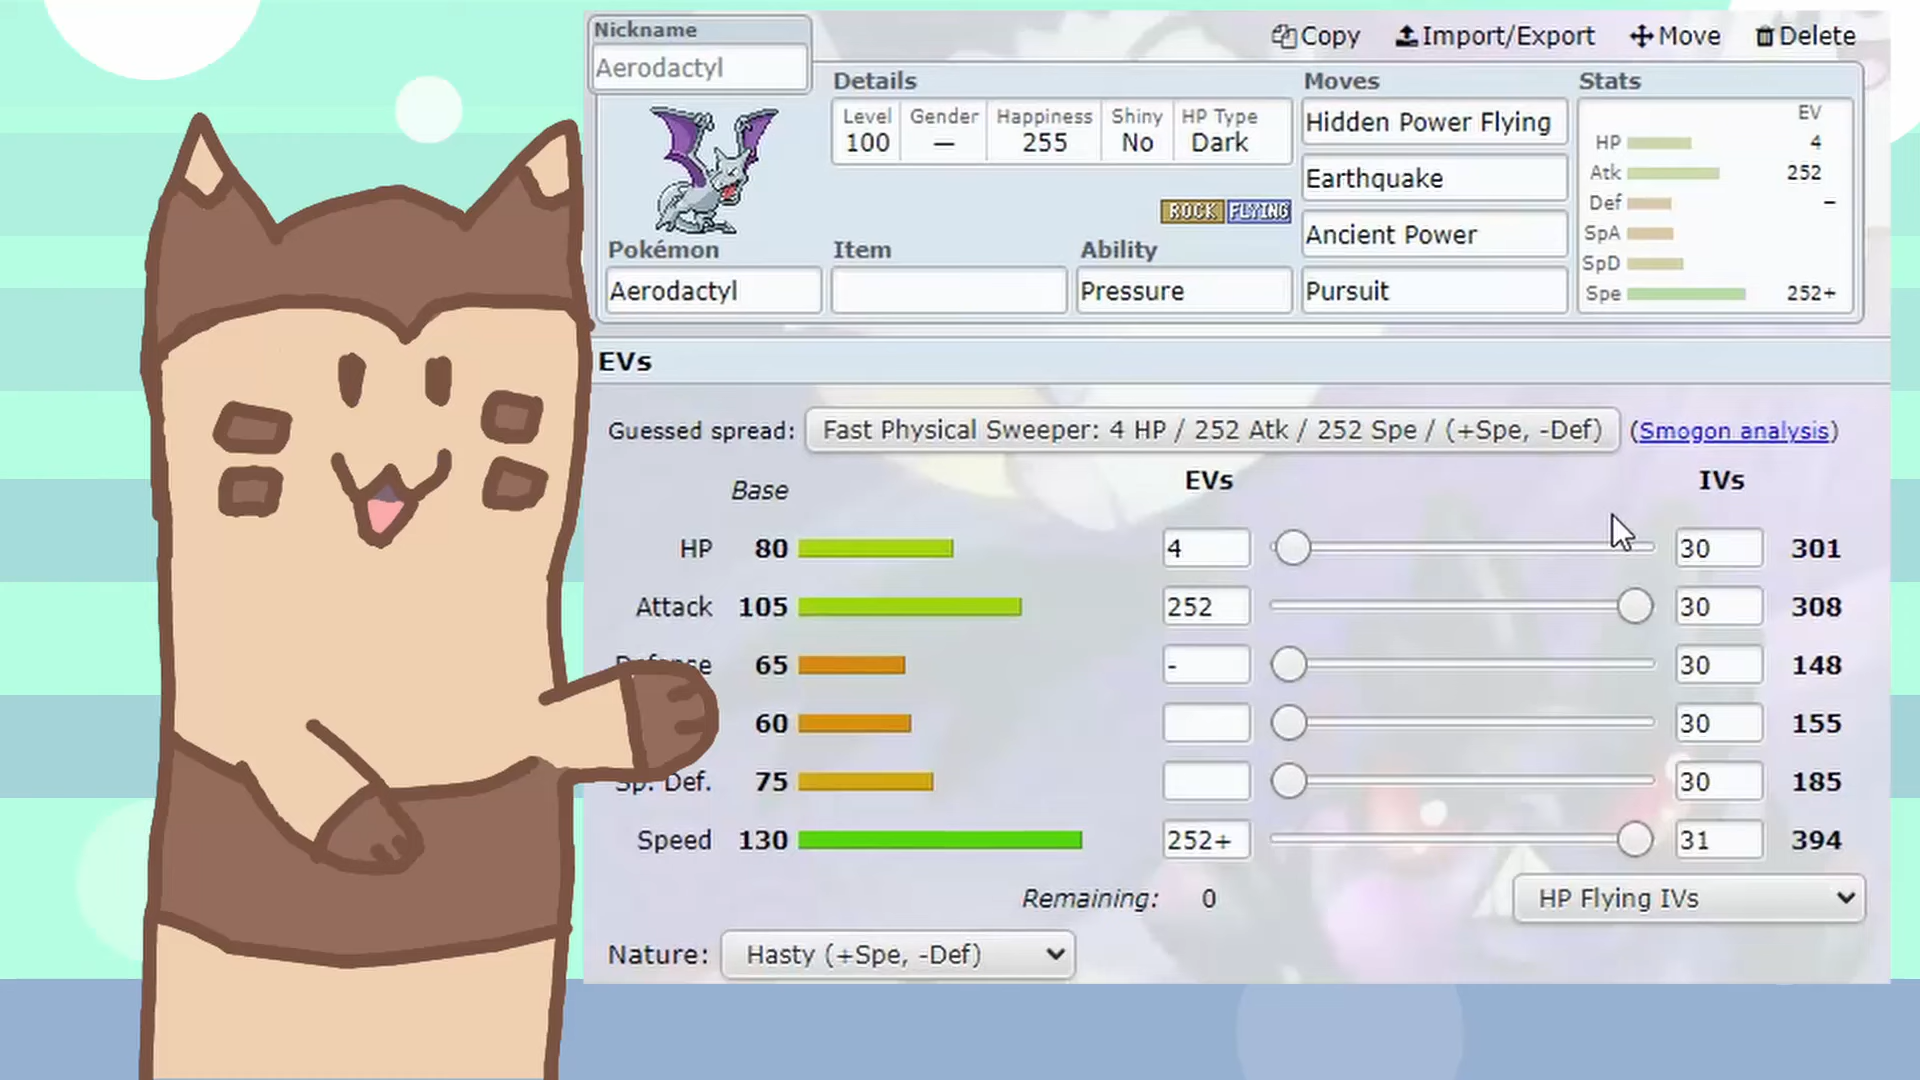 Nickname
Aerodactyl
Copy Import/Export Move Delete
Details
Level Gender Happiness Shiny HP Type
100 — 255 No Dark
ROCK FLYING
Pokémon Item Ability
Aerodactyl Pressure
Moves
Hidden Power Flying
Earthquake
Ancient Power
Pursuit
Stats
EV
HP 4
Atk 252
Def –
SpA
SpD
Spe 252+
EVs
Guessed spread: Fast Physical Sweeper: 4 HP / 252 Atk / 252 Spe / (+Spe, -Def) (Smogon analysis)
Base EVs IVs
HP 80 4 30 301
Attack 105 252 30 308
Defense 65 - 30 148
60 30 155
Sp. Def. 75 30 185
Speed 130 252+ 31 394
Remaining: 0 HP Flying IVs
Nature: Hasty (+Spe, -Def)